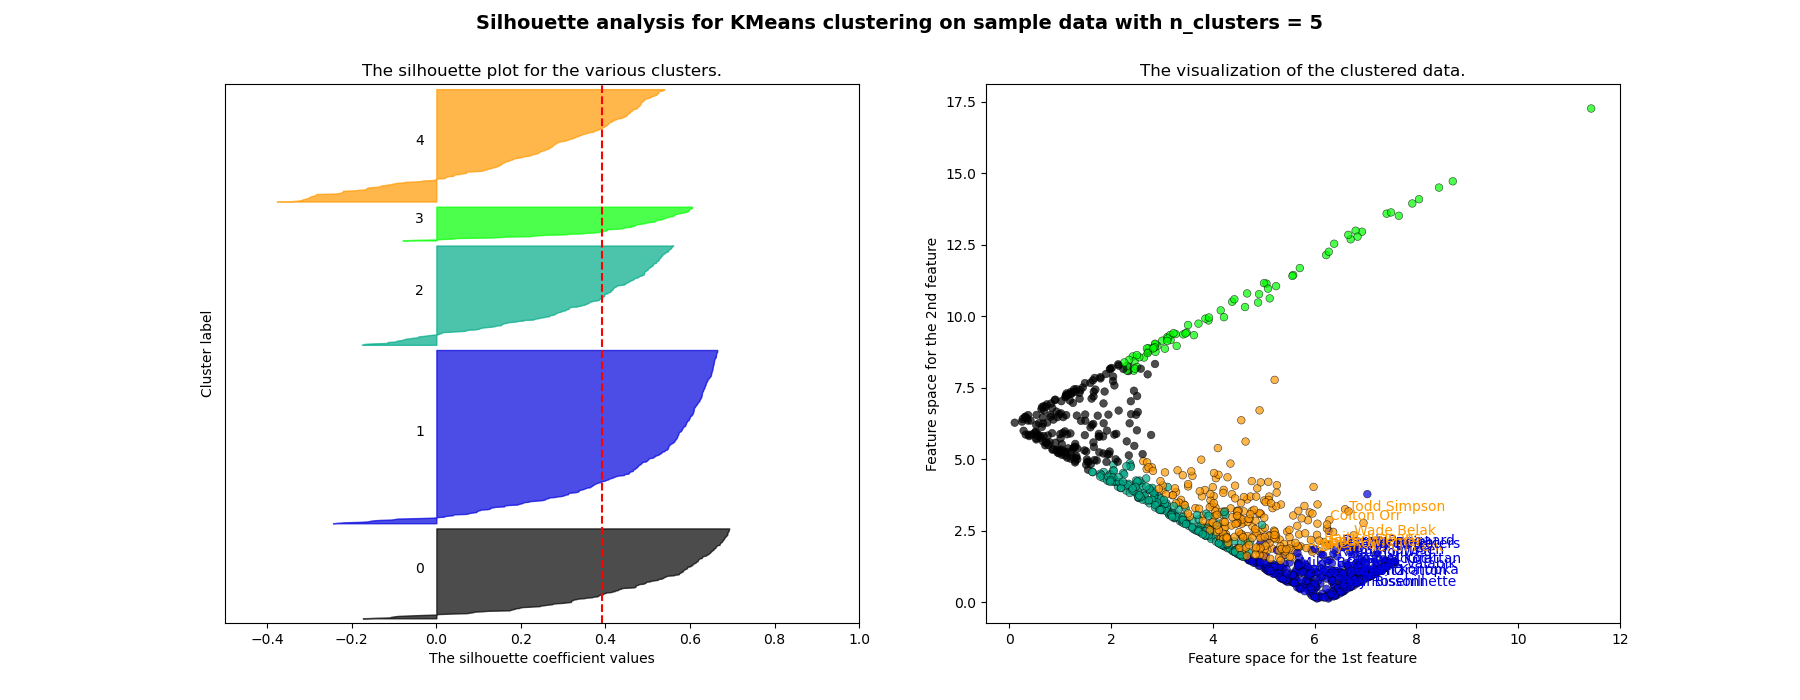 Silhouette analysis for KMeans clustering on sample data with n_clusters = 5
The silhouette plot for the various clusters.
Cluster label
4
3
2
1
0
−0.4 −0.2 0.0 0.2 0.4 0.6 0.8 1.0
The silhouette coefficient values
The visualization of the clustered data.
Feature space for the 2nd feature
17.5
15.0
12.5
10.0
7.5
5.0
2.5
0.0
Todd Simpson
Colton Orr
Wade Belak
0 2 4 6 8 10 12
Feature space for the 1st feature